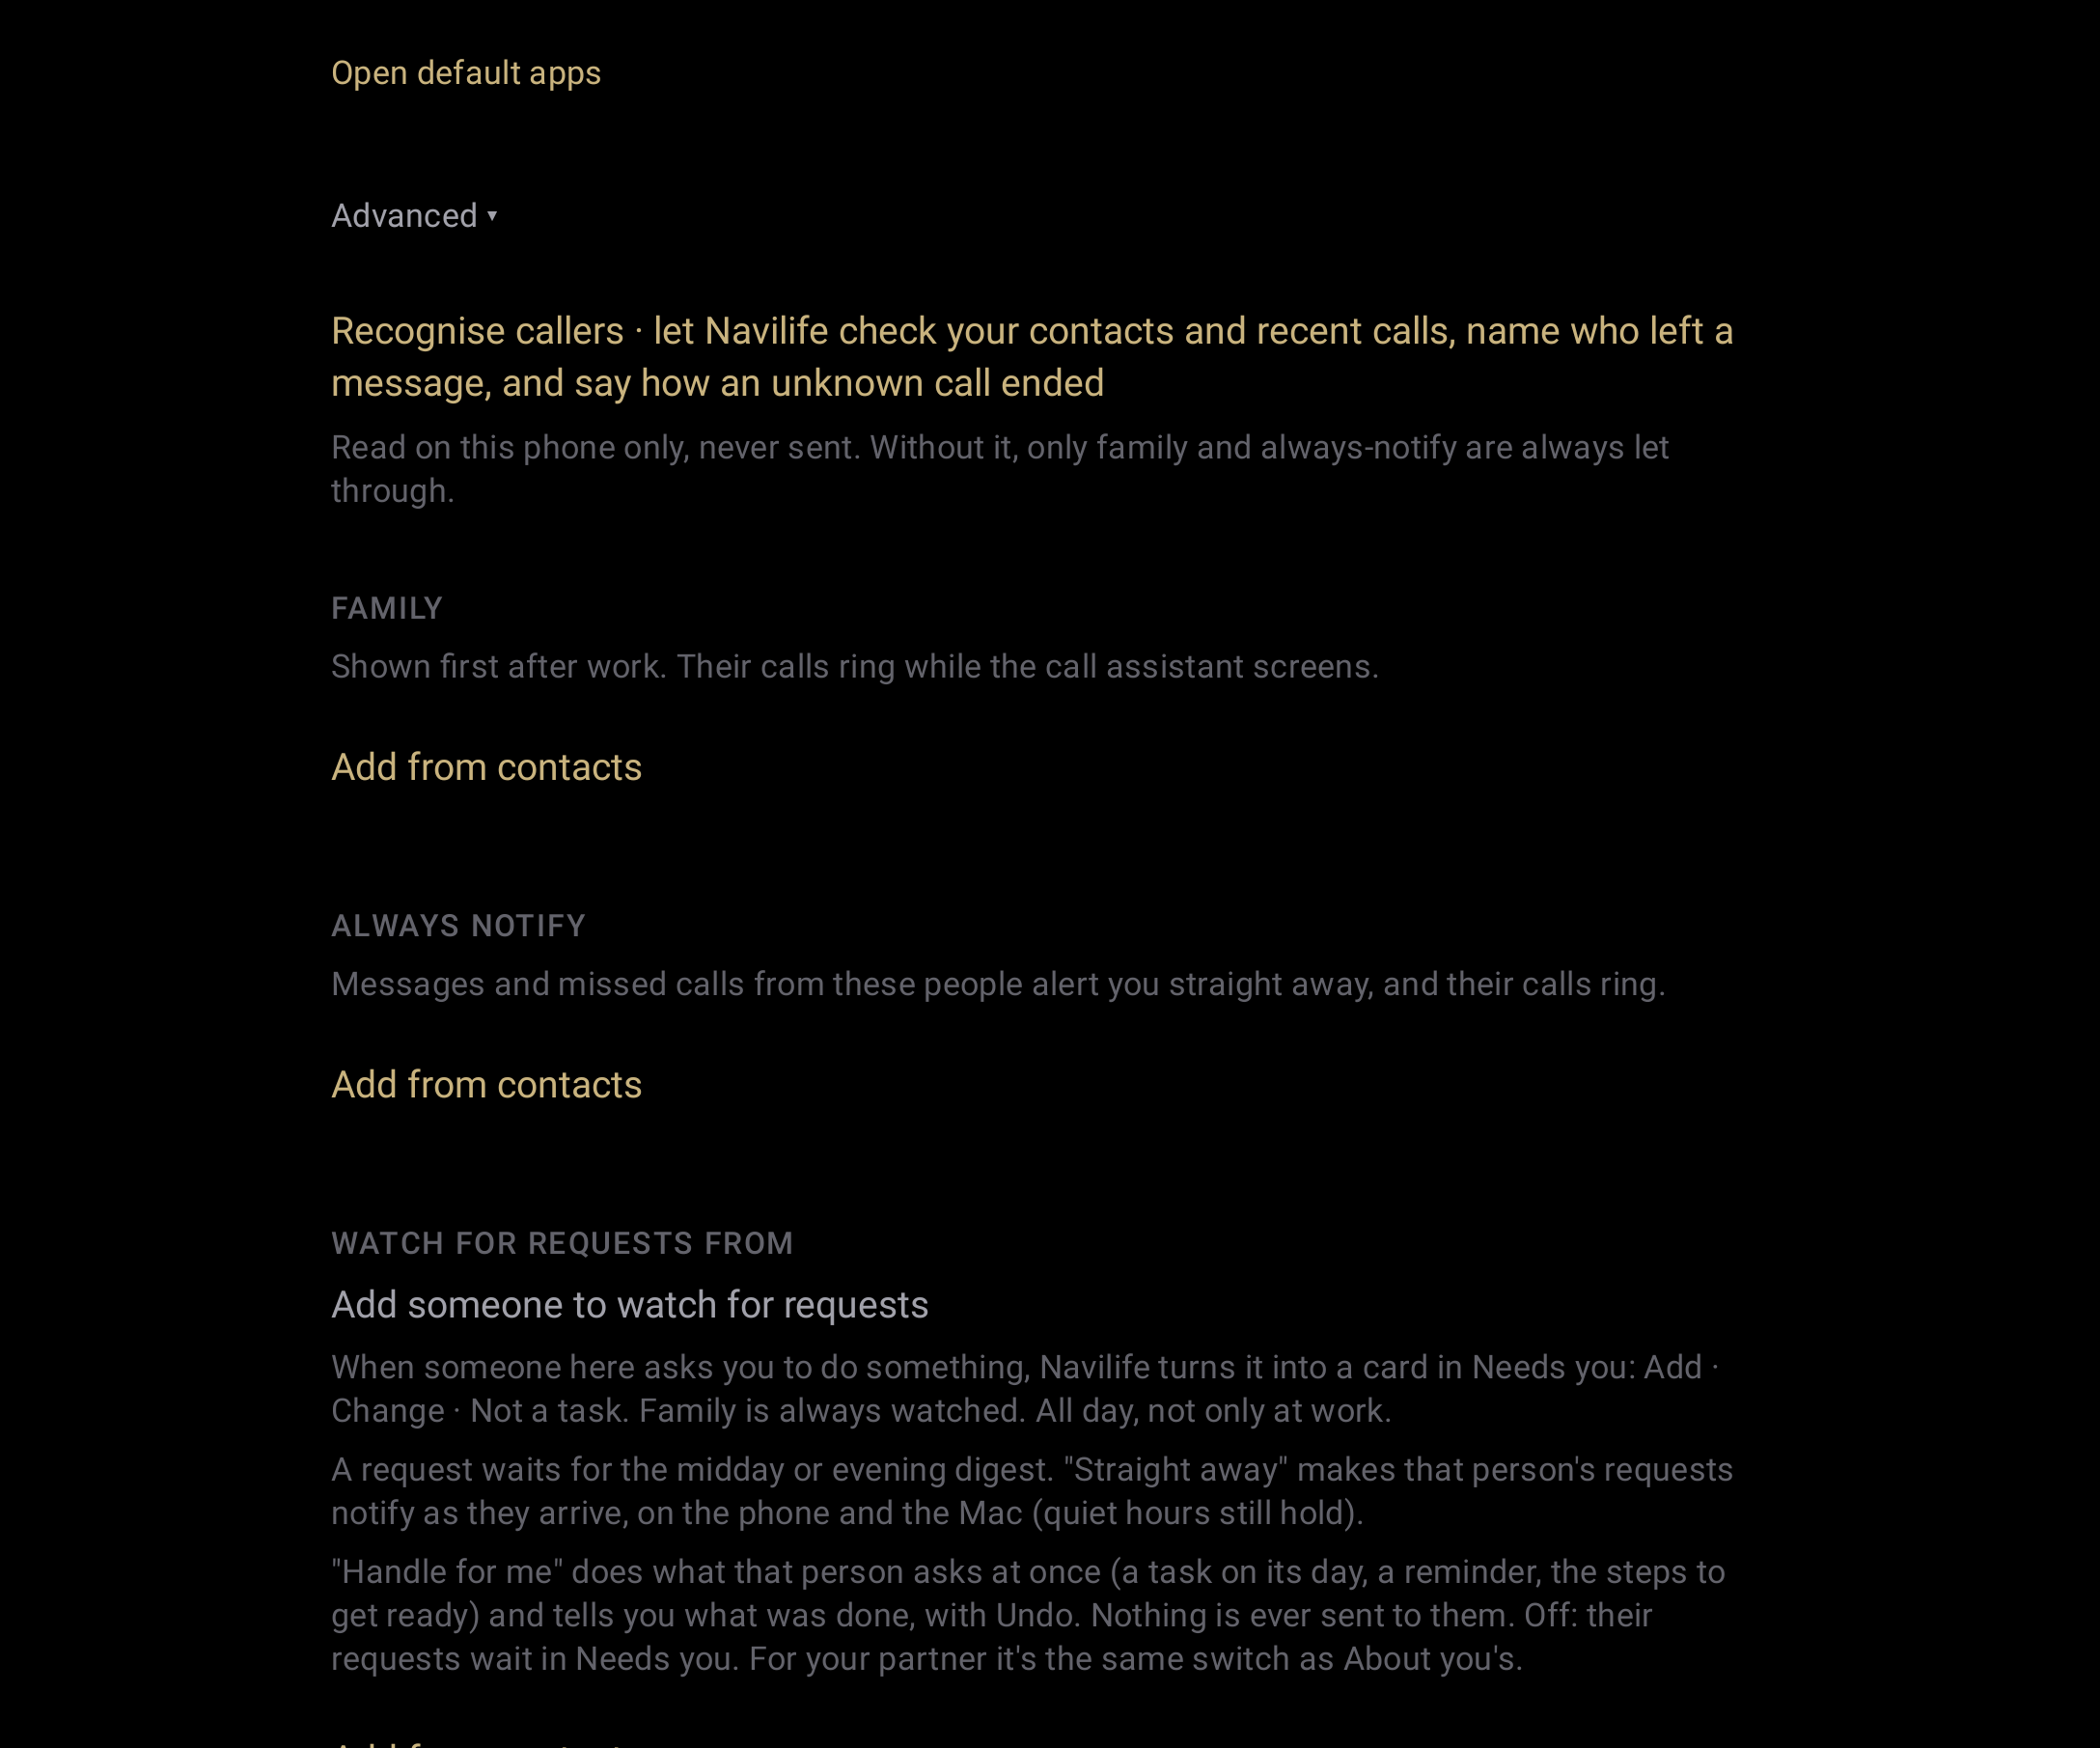 Open default apps
Advanced ▾
Recognise callers · let Navilife check your contacts and recent calls, name who left a
message, and say how an unknown call ended
Read on this phone only, never sent. Without it, only family and always-notify are always let
through.
FAMILY
Shown first after work. Their calls ring while the call assistant screens.
Add from contacts
ALWAYS NOTIFY
Messages and missed calls from these people alert you straight away, and their calls ring.
Add from contacts
WATCH FOR REQUESTS FROM
Add someone to watch for requests
When someone here asks you to do something, Navilife turns it into a card in Needs you: Add ·
Change · Not a task. Family is always watched. All day, not only at work.
A request waits for the midday or evening digest. "Straight away" makes that person's requests
notify as they arrive, on the phone and the Mac (quiet hours still hold).
"Handle for me" does what that person asks at once (a task on its day, a reminder, the steps to
get ready) and tells you what was done, with Undo. Nothing is ever sent to them. Off: their
requests wait in Needs you. For your partner it's the same switch as About you's.